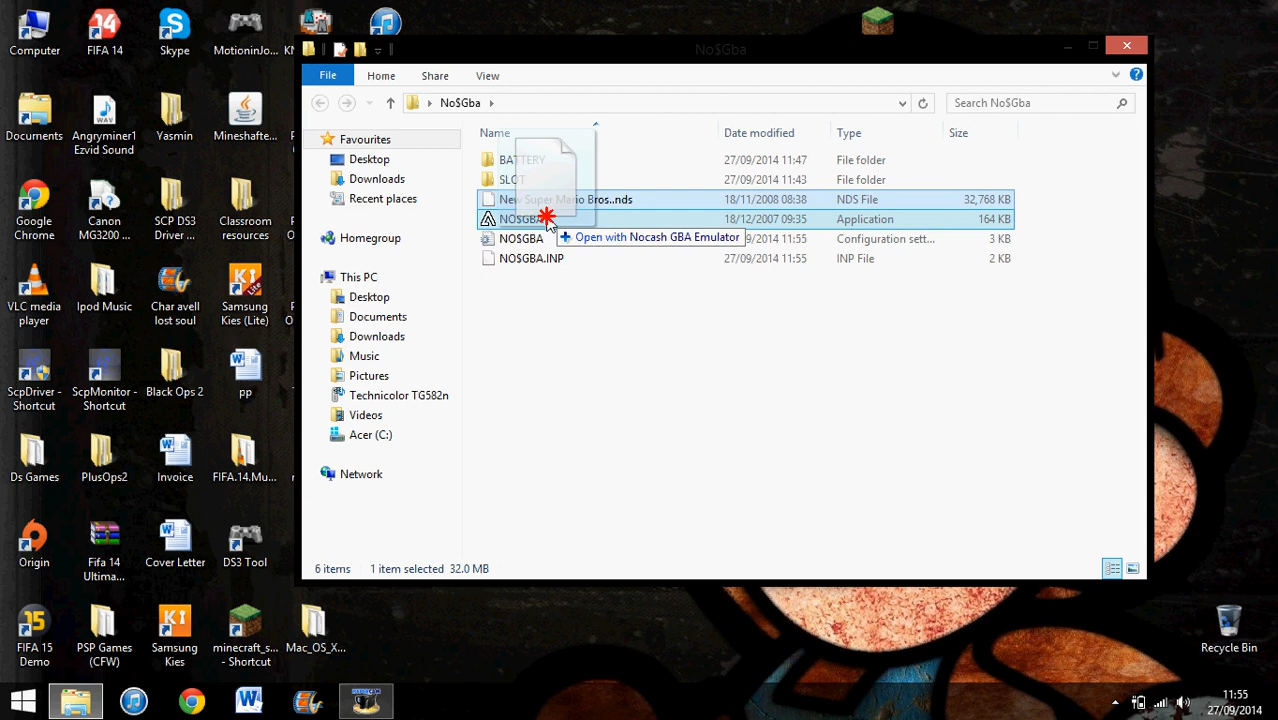 No$Gba
File
Home
Share
View
No$Gba
Search No$Gba
Name
Date modified
Type
Size
BATTERY
27/09/2014 11:47
File folder
SLOT
27/09/2014 11:43
File folder
New Super Mario Bros..nds
18/11/2008 08:38
NDS File
32,768 KB
NO$GBA
18/12/2007 09:35
Application
164 KB
Open with Nocash GBA Emulator
NO$GBA
/09/2014 11:55
Configuration sett...
3 KB
NO$GBA.INP
27/09/2014 11:55
INP File
2 KB
Favourites
Desktop
Downloads
Recent places
Homegroup
This PC
Desktop
Documents
Downloads
Music
Pictures
Technicolor TG582n
Videos
Acer (C:)
Network
6 items
1 item selected 32.0 MB
Computer
FIFA 14
Skype
MotioninJo...
Documents
Angryminer1
Ezvid Sound
Yasmin
Mineshafte...
Google
Chrome
Canon
MG3200 ...
SCP DS3
Driver ...
Classroom
resources
VLC media
player
Ipod Music
Char avell
lost soul
Samsung
Kies (Lite)
ScpDriver -
Shortcut
ScpMonitor -
Shortcut
Black Ops 2
pp
Ds Games
PlusOps2
Invoice
FIFA.14.Mu...
Origin
Fifa 14
Ultima...
Cover Letter
DS3 Tool
FIFA 15
Demo
PSP Games
(CFW)
Samsung
Kies
minecraft_s...
- Shortcut
Mac_OS_X...
Recycle Bin
11:55
27/09/2014